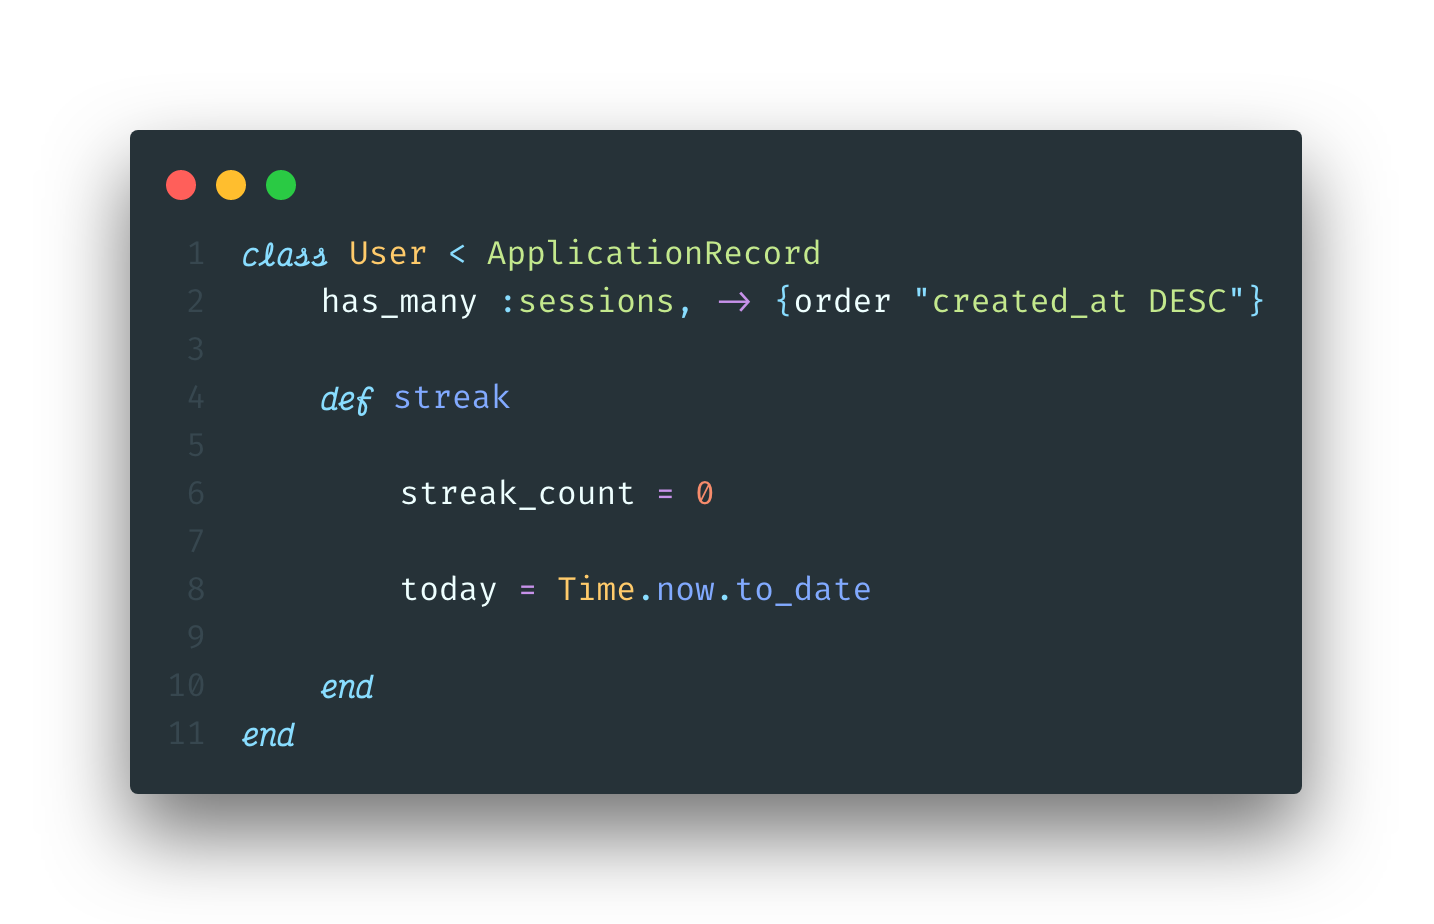 1 class User < ApplicationRecord
2 has_many :sessions, -> {order "created_at DESC"}
3
4 def streak
5
6 streak_count = 0
7
8 today = Time.now.to_date
9
10 end
11 end